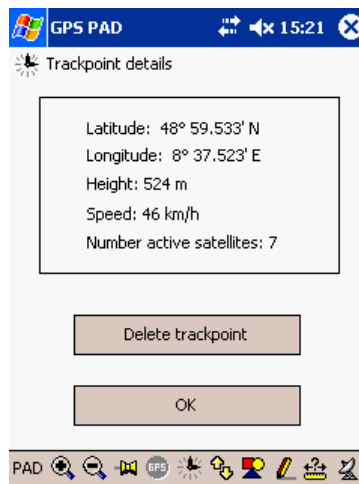 GPS PAD 15:21
Trackpoint details
Latitude: 48° 59.533' N
Longitude: 8° 37.523' E
Height: 524 m
Speed: 46 km/h
Number active satellites: 7
Delete trackpoint
OK
PAD GPS ?